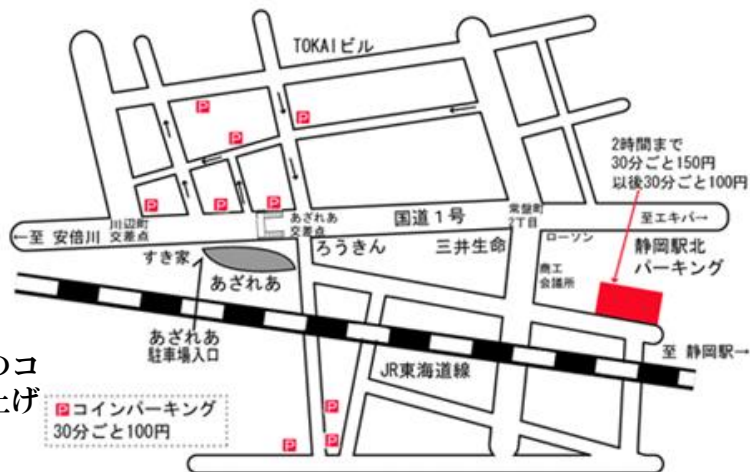 TOKAIビル
P
P
P
2時間まで
30分ごと150円
以後30分ごと100円
P
P
P
←至 安倍川
川辺町
交差点
あざれあ
交差点
国道1号
常盤町
2丁目
至エキパ→
すき家
あざれあ
ろうきん
三井生命
ローソン
商工
会議所
静岡駅北
パーキング
あざれあ
駐車場入口
JR東海道線
至 静岡駅→
のコ
上げ
Pコインパーキング
30分ごと100円
P
P
P